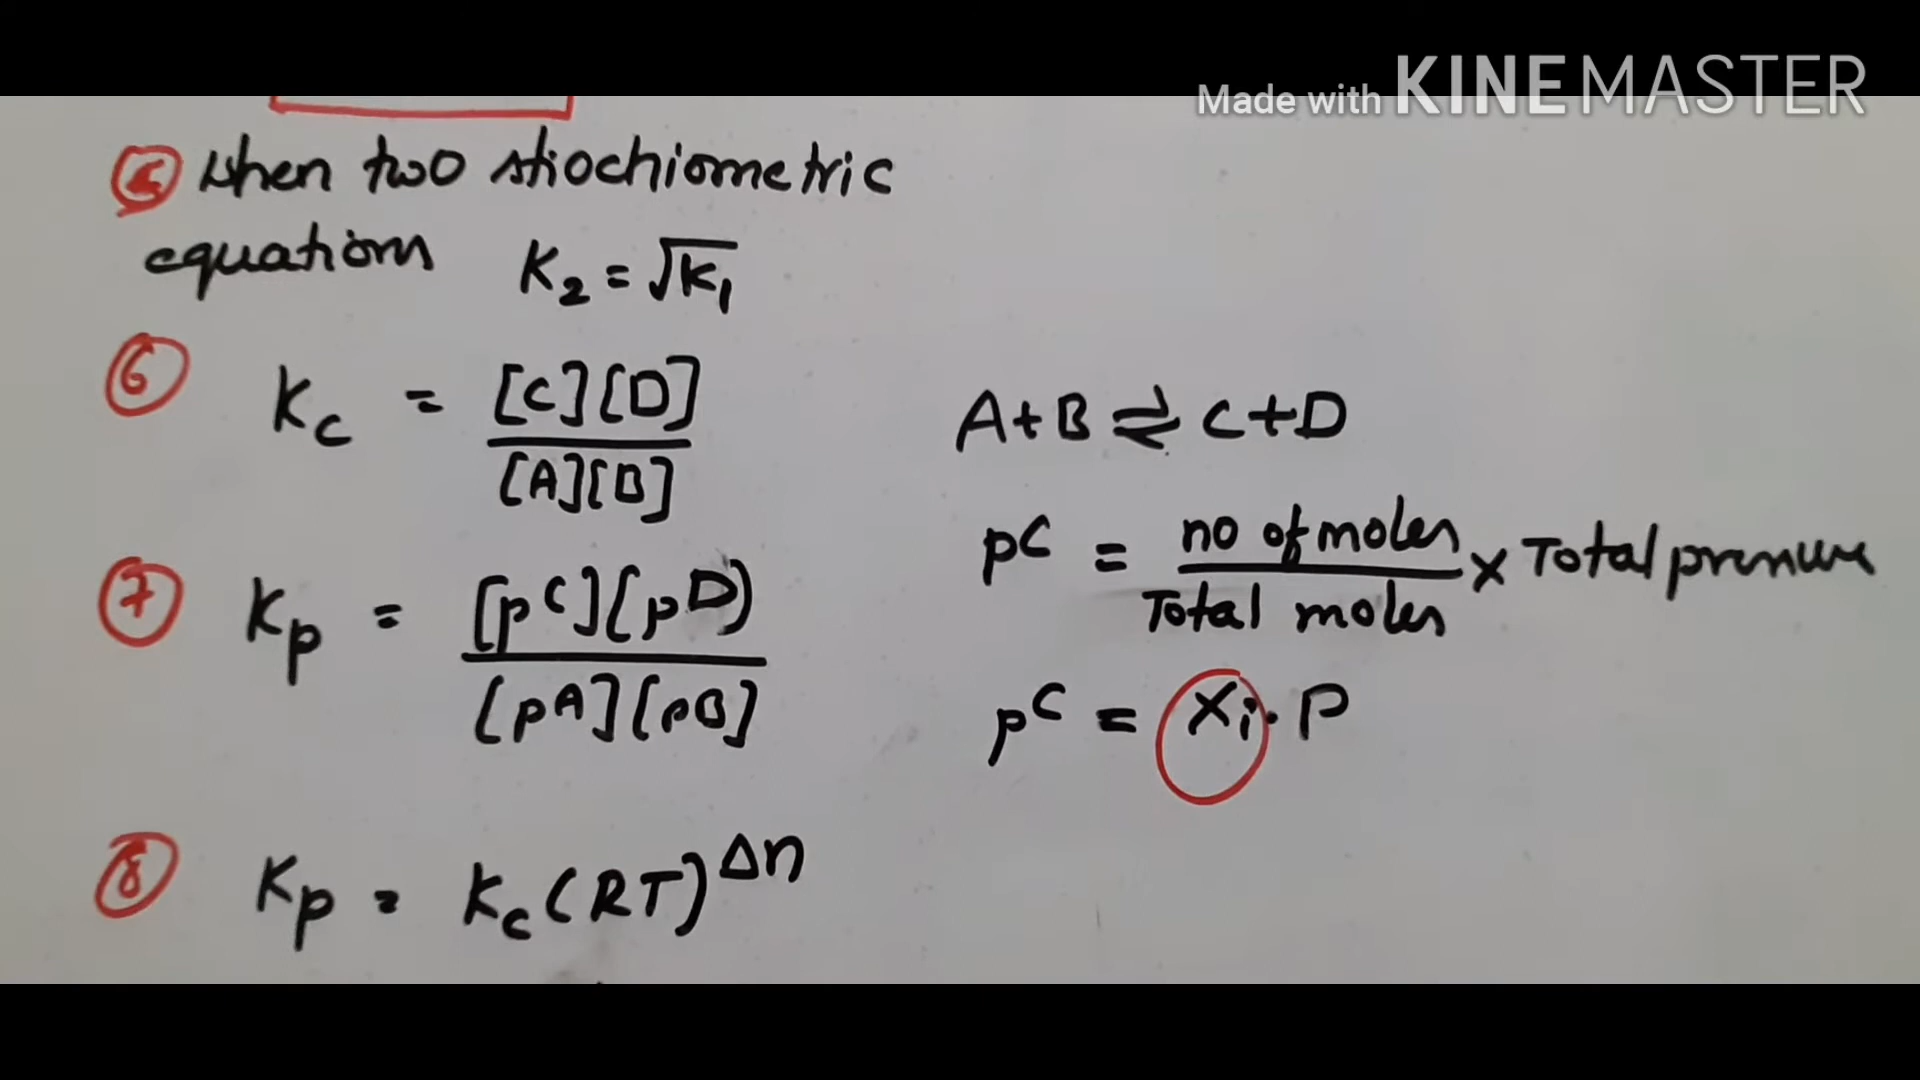 Made with KINEMASTER
5 when two stiochiometric
equations K₂ = √K₁
6 Kc = [C][D] / [A][B]
A + B ⇌ C + D
7 Kp = [pC][pD) / [pA][pB]
pC = no of moles / Total moles × Total pressure
pC = Xi · P
8 Kp = Kc (RT)^Δn